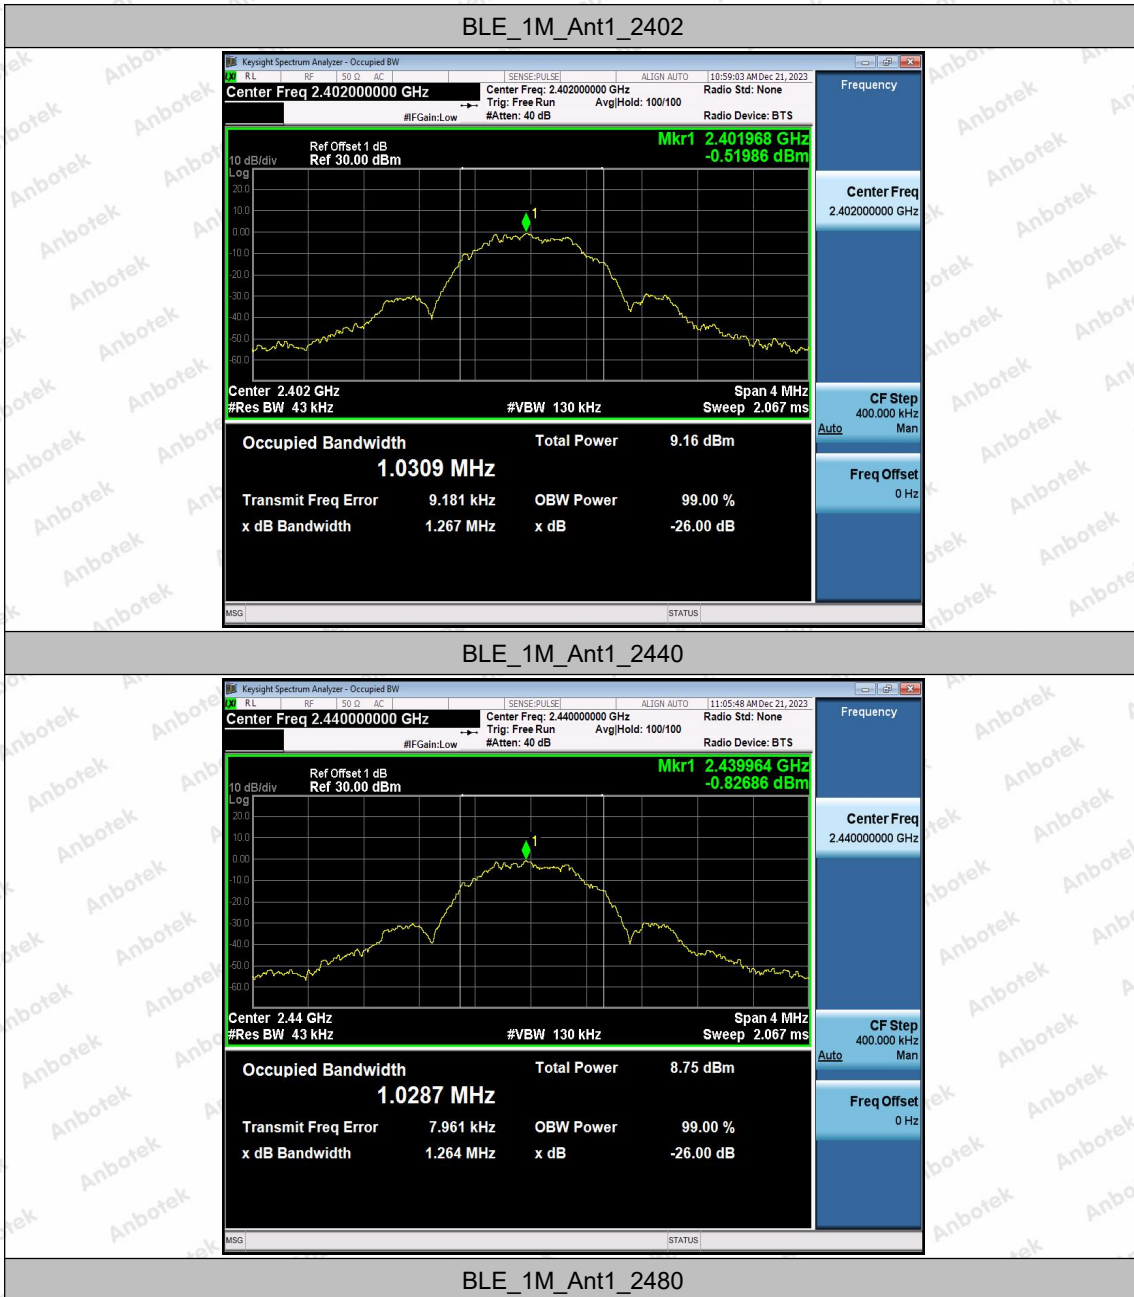 BLE_1M_Ant1_2402
Keysight Spectrum Analyzer - Occupied BW
LXI RL RF 50 Ω AC SENSE:PULSE ALIGN AUTO 10:59:03 AM Dec 21, 2023
Center Freq 2.402000000 GHz
Center Freq: 2.402000000 GHz Radio Std: None
Trig: Free Run Avg|Hold: 100/100
#IFGain:Low #Atten: 40 dB Radio Device: BTS
Frequency
Mkr1 2.401968 GHz
-0.51986 dBm
Ref Offset 1 dB
10 dB/div Ref 30.00 dBm
Log
20.0
10.0
0.00
-10.0
-20.0
-30.0
-40.0
-50.0
-60.0
1
Center Freq
2.402000000 GHz
Center 2.402 GHz Span 4 MHz
#Res BW 43 kHz #VBW 130 kHz Sweep 2.067 ms
CF Step
400.000 kHz
Auto Man
Freq Offset
0 Hz
Occupied Bandwidth Total Power 9.16 dBm
1.0309 MHz
Transmit Freq Error 9.181 kHz OBW Power 99.00 %
x dB Bandwidth 1.267 MHz x dB -26.00 dB
MSG STATUS
BLE_1M_Ant1_2440
Keysight Spectrum Analyzer - Occupied BW
LXI RL RF 50 Ω AC SENSE:PULSE ALIGN AUTO 11:05:48 AM Dec 21, 2023
Center Freq 2.440000000 GHz
Center Freq: 2.440000000 GHz Radio Std: None
Trig: Free Run Avg|Hold: 100/100
#IFGain:Low #Atten: 40 dB Radio Device: BTS
Frequency
Mkr1 2.439964 GHz
-0.82686 dBm
Ref Offset 1 dB
10 dB/div Ref 30.00 dBm
Log
20.0
10.0
0.00
-10.0
-20.0
-30.0
-40.0
-50.0
-60.0
1
Center Freq
2.440000000 GHz
Center 2.44 GHz Span 4 MHz
#Res BW 43 kHz #VBW 130 kHz Sweep 2.067 ms
CF Step
400.000 kHz
Auto Man
Freq Offset
0 Hz
Occupied Bandwidth Total Power 8.75 dBm
1.0287 MHz
Transmit Freq Error 7.961 kHz OBW Power 99.00 %
x dB Bandwidth 1.264 MHz x dB -26.00 dB
MSG STATUS
BLE_1M_Ant1_2480
Anbotek